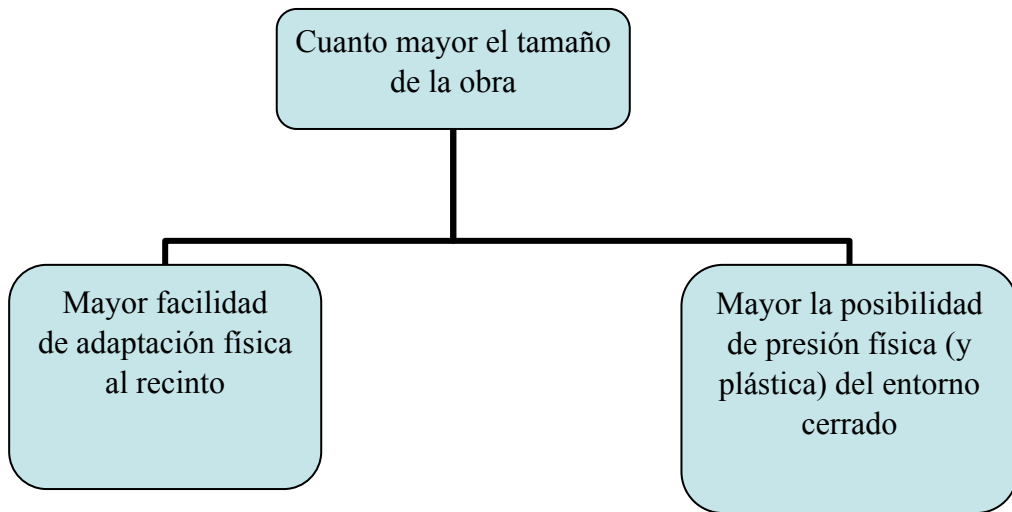 Cuanto mayor el tamaño
de la obra
Mayor facilidad
de adaptación física
al recinto
Mayor la posibilidad
de presión física (y
plástica) del entorno
cerrado